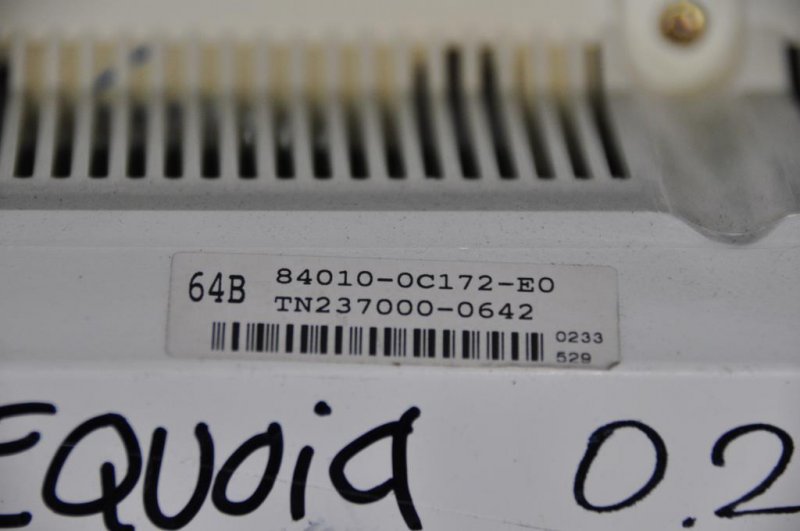 64B 84010-0C172-E0
TN237000-0642
0233
529
EQUOiA 0.2